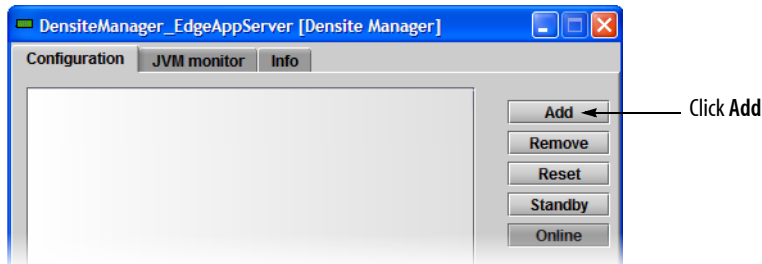 DensiteManager_EdgeAppServer [Densite Manager]
Configuration JVM monitor Info
Add
Click Add
Remove
Reset
Standby
Online